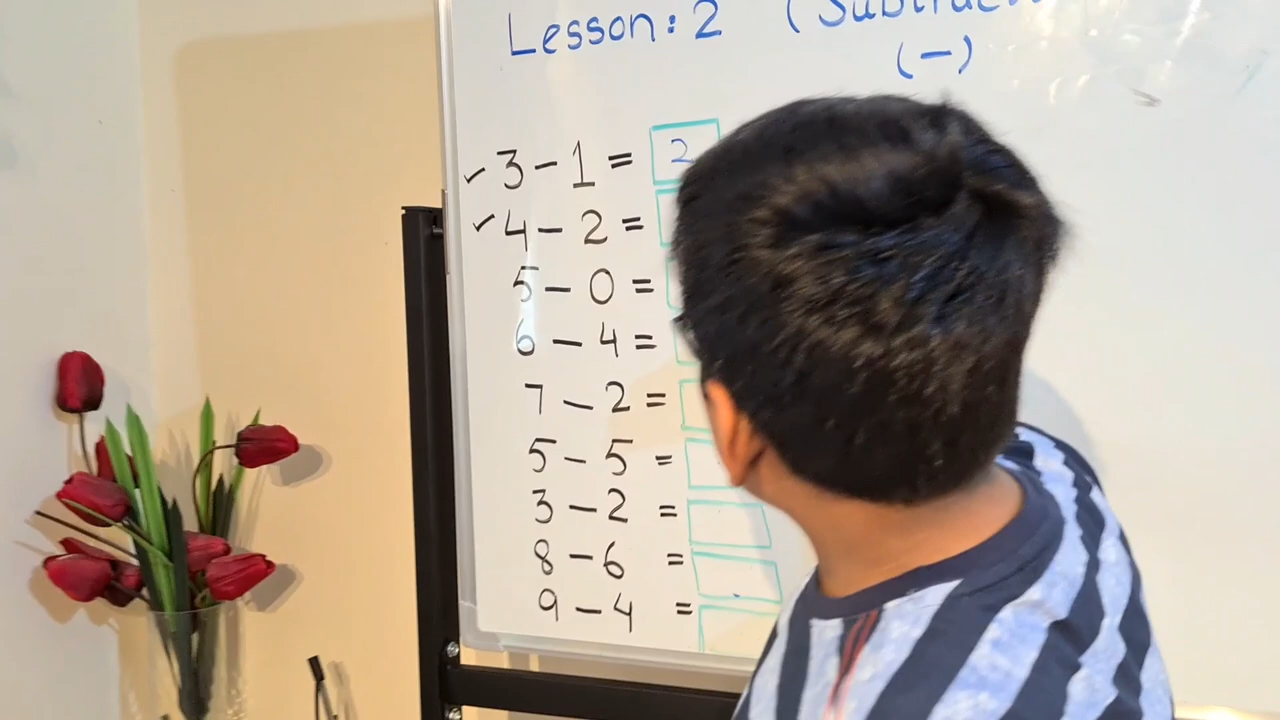 Lesson: 2 (Subtract
(-)
✓ 3 - 1 = 2
✓ 4 - 2 =
5 - 0 =
6 - 4 =
7 - 2 =
5 - 5 =
3 - 2 =
8 - 6 =
9 - 4 =